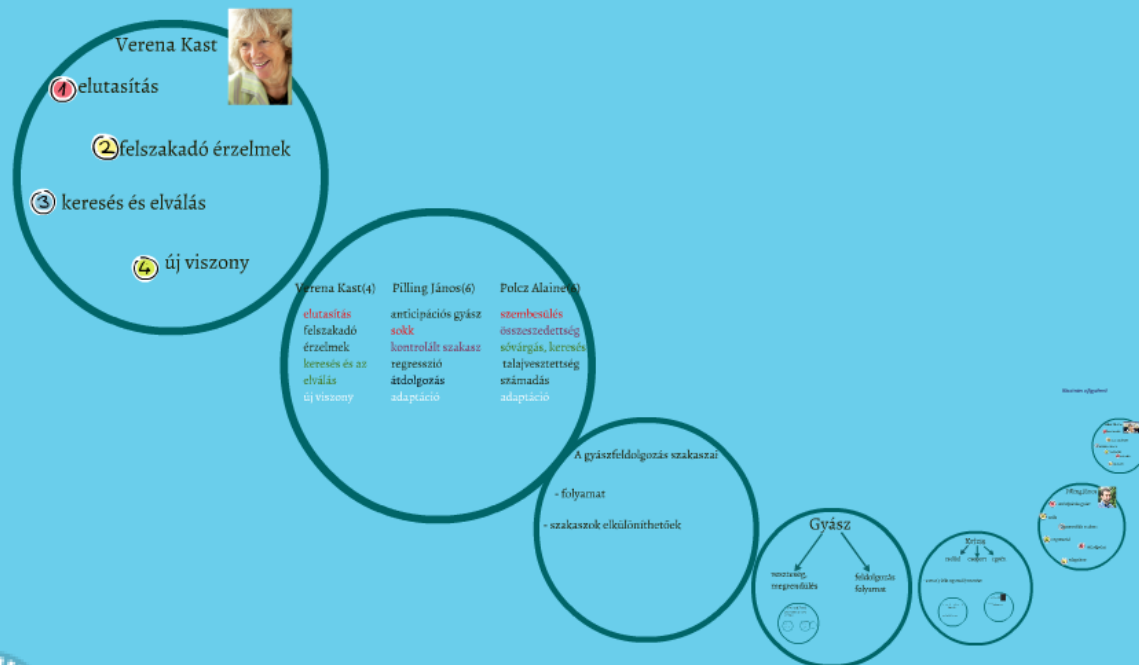 Verena Kast
1 elutasítás
2 felszakadó érzelmek
3 keresés és elválás
4 új viszony
Verena Kast(4)
elutasítás
felszakadó
érzelmek
keresés és az
elválás
új viszony
Pilling János(6)
anticipációs gyász
sokk
kontrolált szakasz
regresszió
átdolgozás
adaptáció
Polcz Alaine(6)
szembesülés
összeszedettség
sóvárgás, keresés
talajvesztettség
számadás
adaptáció
A gyászfeldolgozás szakaszai
- folyamat
- szakaszok elkülöníthetőek
Gyász
veszteség,
megrendülés
feldolgozás
folyamat
Krízis